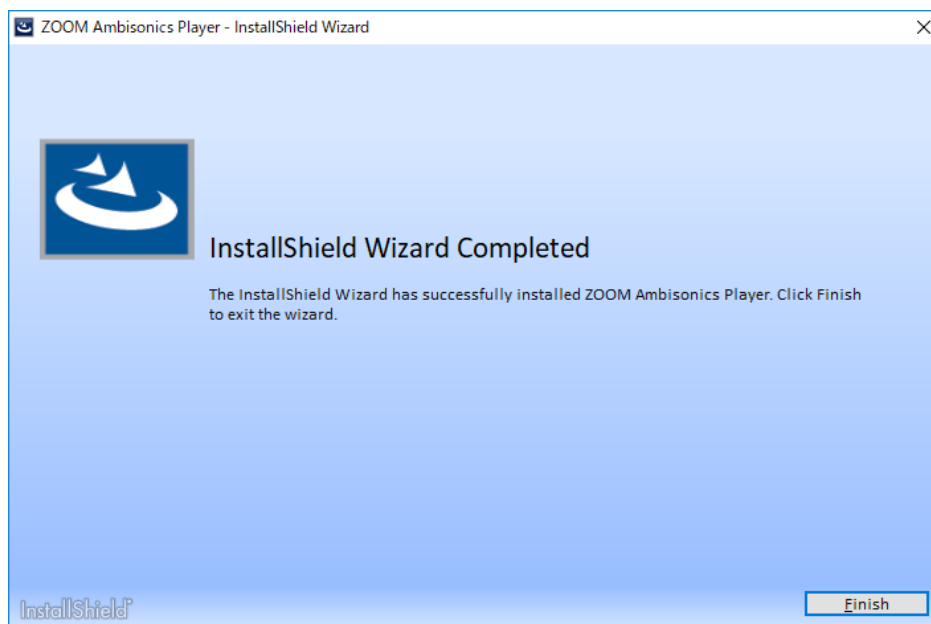 ZOOM Ambisonics Player - InstallShield Wizard
InstallShield Wizard Completed
The InstallShield Wizard has successfully installed ZOOM Ambisonics Player. Click Finish
to exit the wizard.
InstallShield
Finish